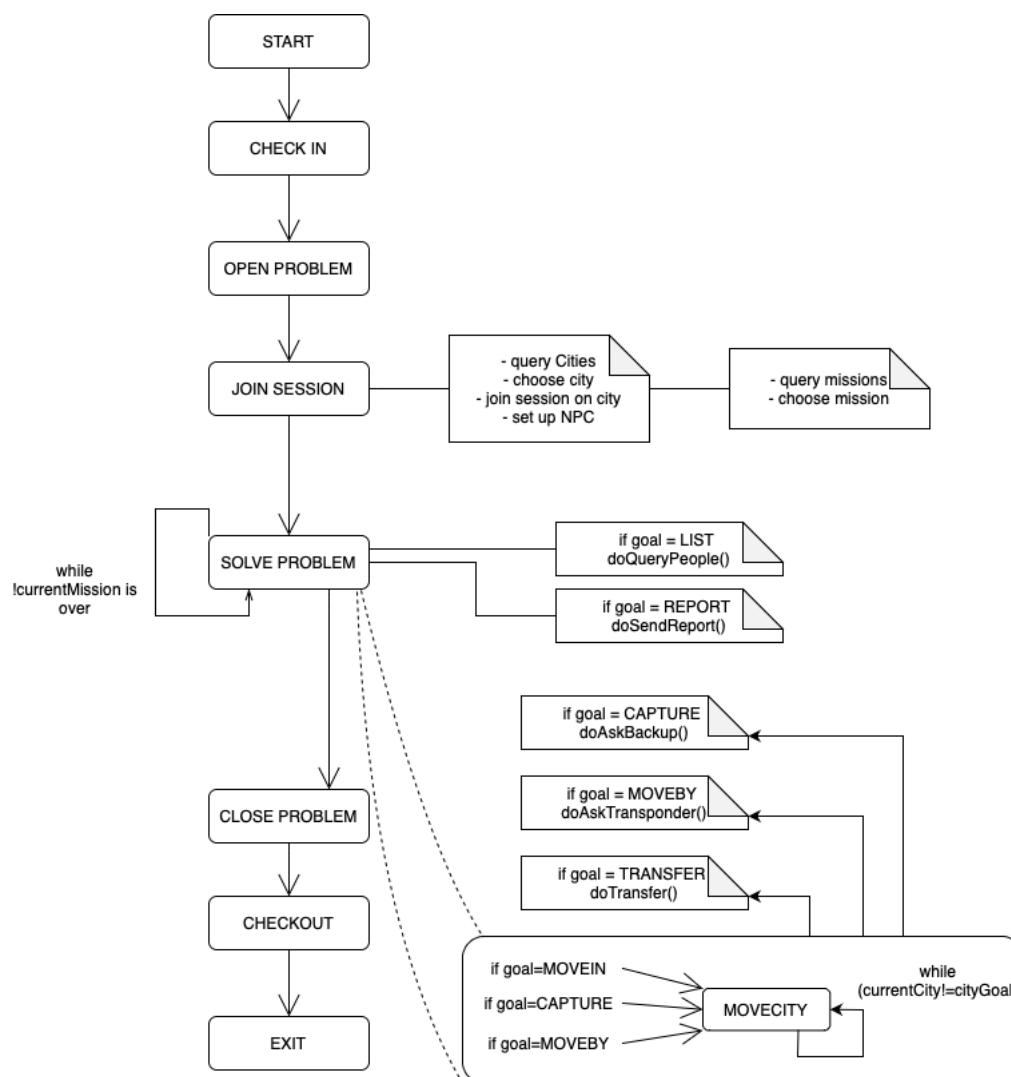 START
CHECK IN
OPEN PROBLEM
JOIN SESSION
- query Cities
- choose city
- join session on city
- set up NPC
- query missions
- choose mission
while
!currentMission is
over
SOLVE PROBLEM
if goal = LIST
doQueryPeople()
if goal = REPORT
doSendReport()
if goal = CAPTURE
doAskBackup()
if goal = MOVEBY
doAskTransponder()
if goal = TRANSFER
doTransfer()
CLOSE PROBLEM
CHECKOUT
EXIT
if goal=MOVEIN
if goal=CAPTURE
if goal=MOVEBY
MOVECITY
while
(currentCity!=cityGoal